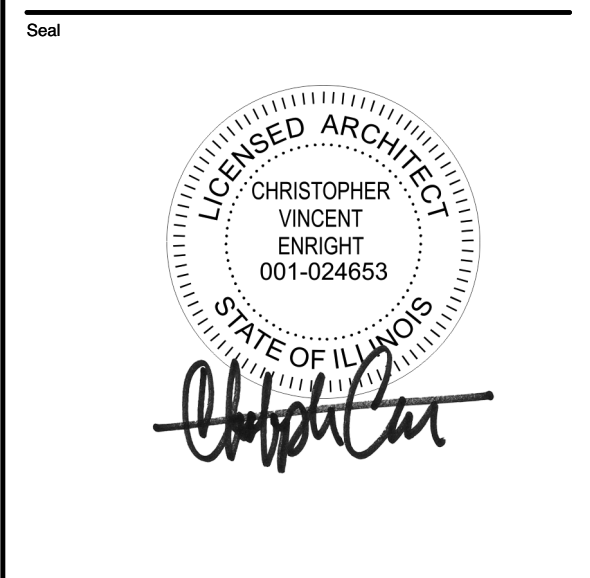 Seal
LICENSED ARCHITECT
CHRISTOPHER
VINCENT
ENRIGHT
001-024653
STATE OF ILLINOIS